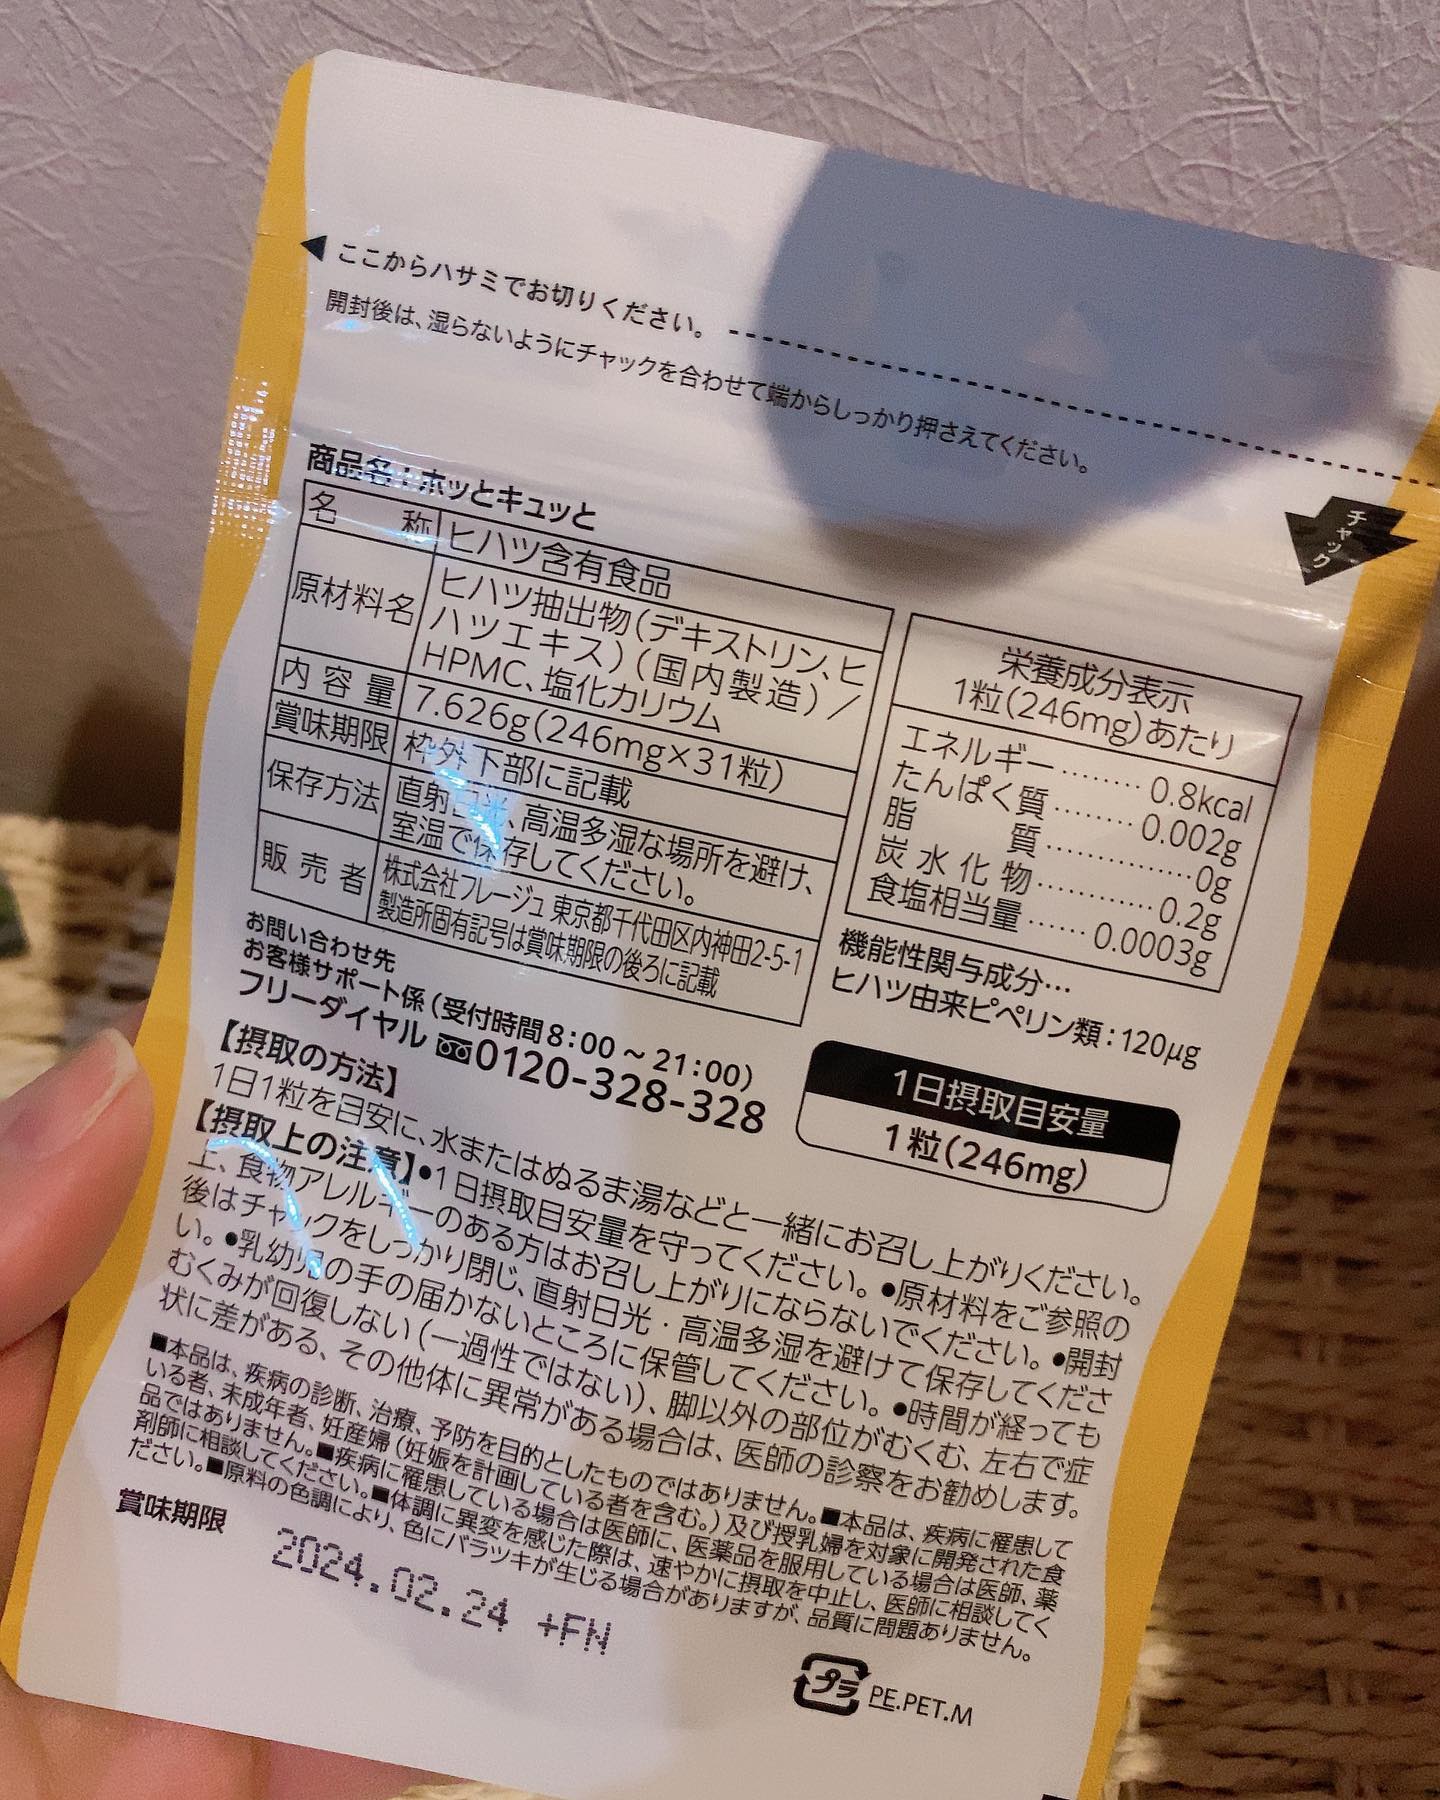 ここからハサミでお切りください。
開封後は、湿らないようにチャックを合わせて端からしっかり押さえてください。
チャック
商品名：ホッとキュッと
名称 ヒハツ含有食品
原材料名 ヒハツ抽出物(デキストリン、ヒ
ハツエキス)(国内製造)／
HPMC、塩化カリウム
内容量 7.626g(246mg×31粒)
賞味期限 枠外下部に記載
保存方法 直射日光、高温多湿な場所を避け、
室温で保存してください。
販売者 株式会社フレージュ 東京都千代田区内神田2-5-1
製造所固有記号は賞味期限の後ろに記載
栄養成分表示
1粒(246mg)あたり
エネルギー……… 0.8kcal
たんぱく質……… 0.002g
脂質……… 0g
炭水化物……… 0.2g
食塩相当量…… 0.0003g
機能性関与成分…
ヒハツ由来ピペリン類：120μg
1日摂取目安量
1粒(246mg)
お問い合わせ先
お客様サポート係(受付時間8:00～21:00)
フリーダイヤル 0120-328-328
【摂取の方法】
1日1粒を目安に、水またはぬるま湯などと一緒にお召し上がりください。
【摂取上の注意】●1日摂取目安量を守ってください。●原材料をご参照の
上、食物アレルギーのある方はお召し上がりにならないでください。●開封
後はチャックをしっかり閉じ、直射日光・高温多湿を避けて保存してくださ
い。●乳幼児の手の届かないところに保管してください。●時間が経っても
むくみが回復しない(一過性ではない)、脚以外の部位がむくむ、左右で症
状に差がある、その他体に異常がある場合は、医師の診察をお勧めします。
■本品は、疾病の診断、治療、予防を目的としたものではありません。■本品は、疾病に罹患して
いる者、未成年者、妊産婦(妊娠を計画している者を含む。)及び授乳婦を対象に開発された食
品ではありません。■疾病に罹患している場合は医師に、医薬品を服用している場合は医師、薬
剤師に相談してください。■体調に異変を感じた際は、速やかに摂取を中止し、医師に相談してく
ださい。■原料の色調により、色にバラツキが生じる場合がありますが、品質に問題ありません。
賞味期限
2024.02.24 +FN
プラ PE.PET.M